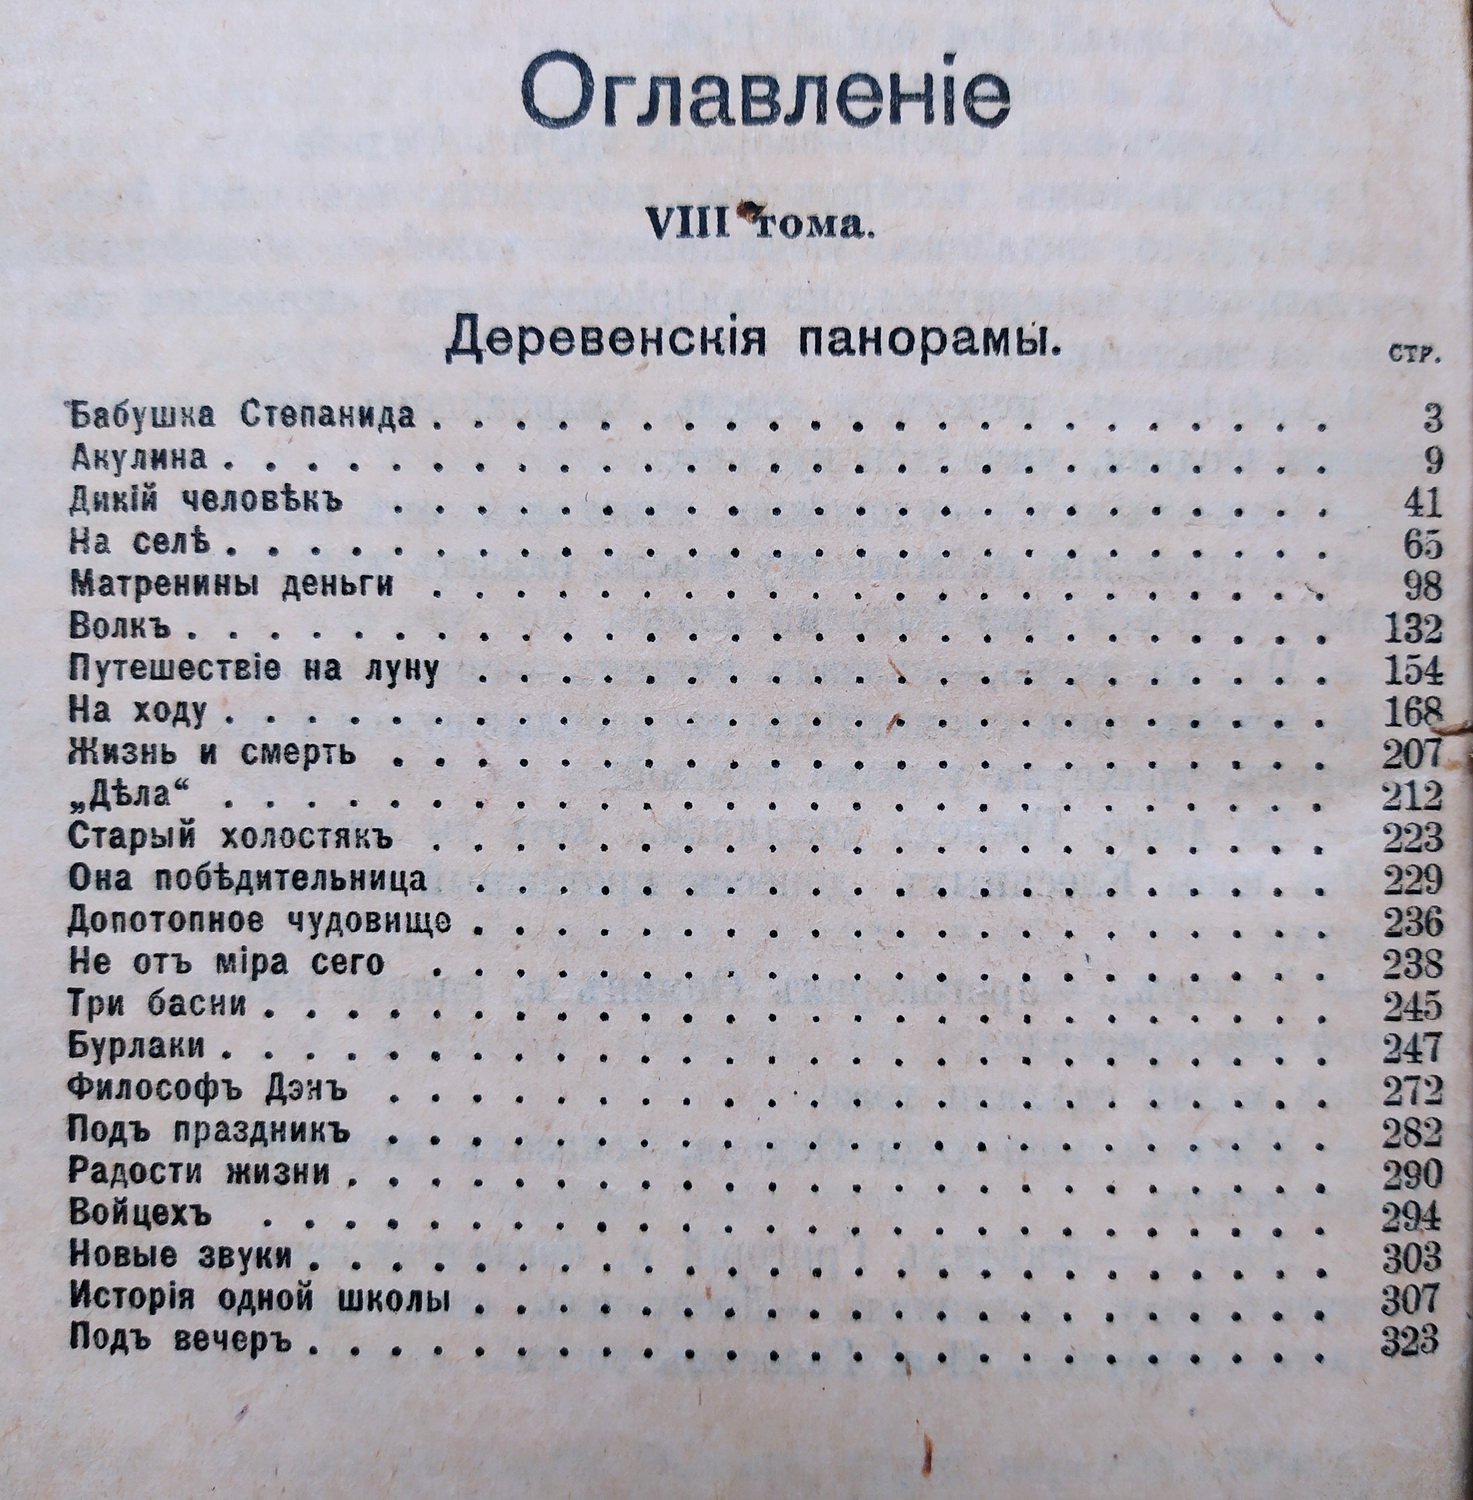 Оглавленіе
VIII тома.
Деревенскія панорамы.
СТР.
Бабушка Степанида . . . . . . . . . . . . . . . . . . . . . . 3
Акулина . . . . . . . . . . . . . . . . . . . . . . . . . . . 9
Дикій человѣкъ . . . . . . . . . . . . . . . . . . . . . . . 41
На селѣ . . . . . . . . . . . . . . . . . . . . . . . . . . . 65
Матренины деньги . . . . . . . . . . . . . . . . . . . . . . 98
Волкъ . . . . . . . . . . . . . . . . . . . . . . . . . . . . 132
Путешествіе на луну . . . . . . . . . . . . . . . . . . . . . 154
На ходу . . . . . . . . . . . . . . . . . . . . . . . . . . . 168
Жизнь и смерть . . . . . . . . . . . . . . . . . . . . . . . 207
„Дѣла“ . . . . . . . . . . . . . . . . . . . . . . . . . . . 212
Старый холостякъ . . . . . . . . . . . . . . . . . . . . . . 223
Она побѣдительница . . . . . . . . . . . . . . . . . . . . . 229
Допотопное чудовище . . . . . . . . . . . . . . . . . . . . . 236
Не отъ міра сего . . . . . . . . . . . . . . . . . . . . . . 238
Три басни . . . . . . . . . . . . . . . . . . . . . . . . . . 245
Бурлаки . . . . . . . . . . . . . . . . . . . . . . . . . . . 247
Философъ Дэнъ . . . . . . . . . . . . . . . . . . . . . . . 272
Подъ праздникъ . . . . . . . . . . . . . . . . . . . . . . . 282
Радости жизни . . . . . . . . . . . . . . . . . . . . . . . . 290
Войцехъ . . . . . . . . . . . . . . . . . . . . . . . . . . 294
Новые звуки . . . . . . . . . . . . . . . . . . . . . . . . . 303
Исторія одной школы . . . . . . . . . . . . . . . . . . . . . 307
Подъ вечеръ . . . . . . . . . . . . . . . . . . . . . . . . . 323